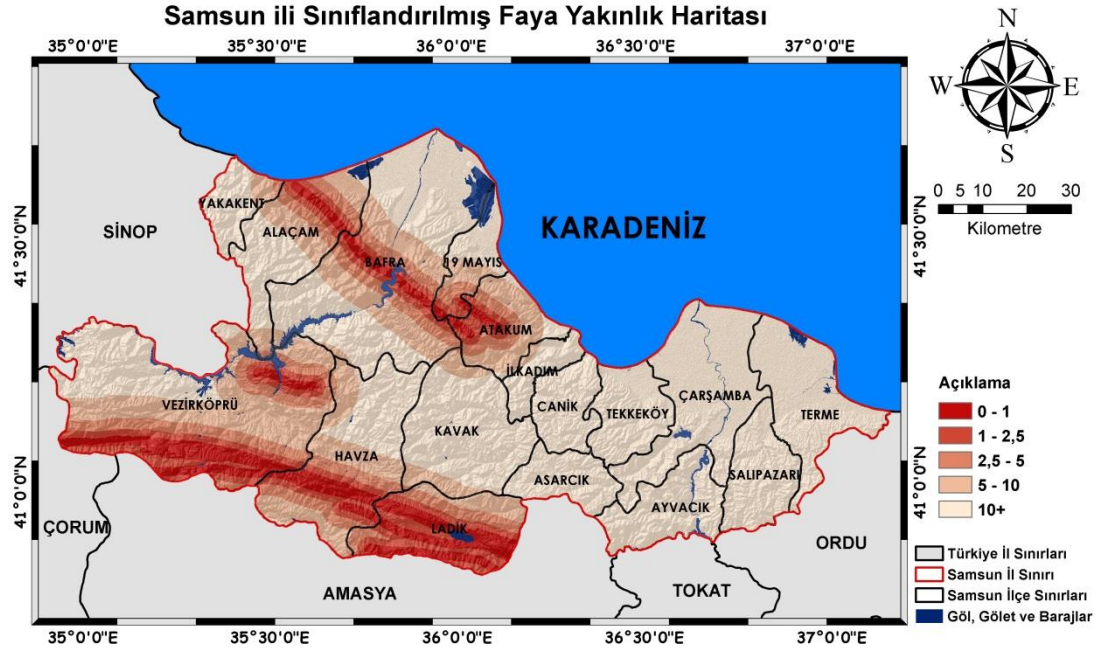 Samsun ili Sınıflandırılmış Faya Yakınlık Haritası
35°0'0"E 35°30'0"E 36°0'0"E 36°30'0"E 37°0'0"E
N
W E
S
0 5 10 20 30
Kilometre
41°30'0"N
41°0'0"N
41°30'0"N
41°0'0"N
SİNOP
KARADENİZ
YAKAKENT
ALAÇAM
BAFRA
19 MAYIS
ATAKUM
İLKADIM
VEZİRKÖPRÜ
CANİK
TEKKEKÖY
ÇARŞAMBA
TERME
KAVAK
HAVZA
ASARCIK
SALIPAZARI
AYVACIK
LADİK
ÇORUM
AMASYA
TOKAT
ORDU
Açıklama
0 - 1
1 - 2,5
2,5 - 5
5 - 10
10+
Türkiye İl Sınırları
Samsun İl Sınırı
Samsun İlçe Sınırları
Göl, Gölet ve Barajlar
35°0'0"E 35°30'0"E 36°0'0"E 36°30'0"E 37°0'0"E